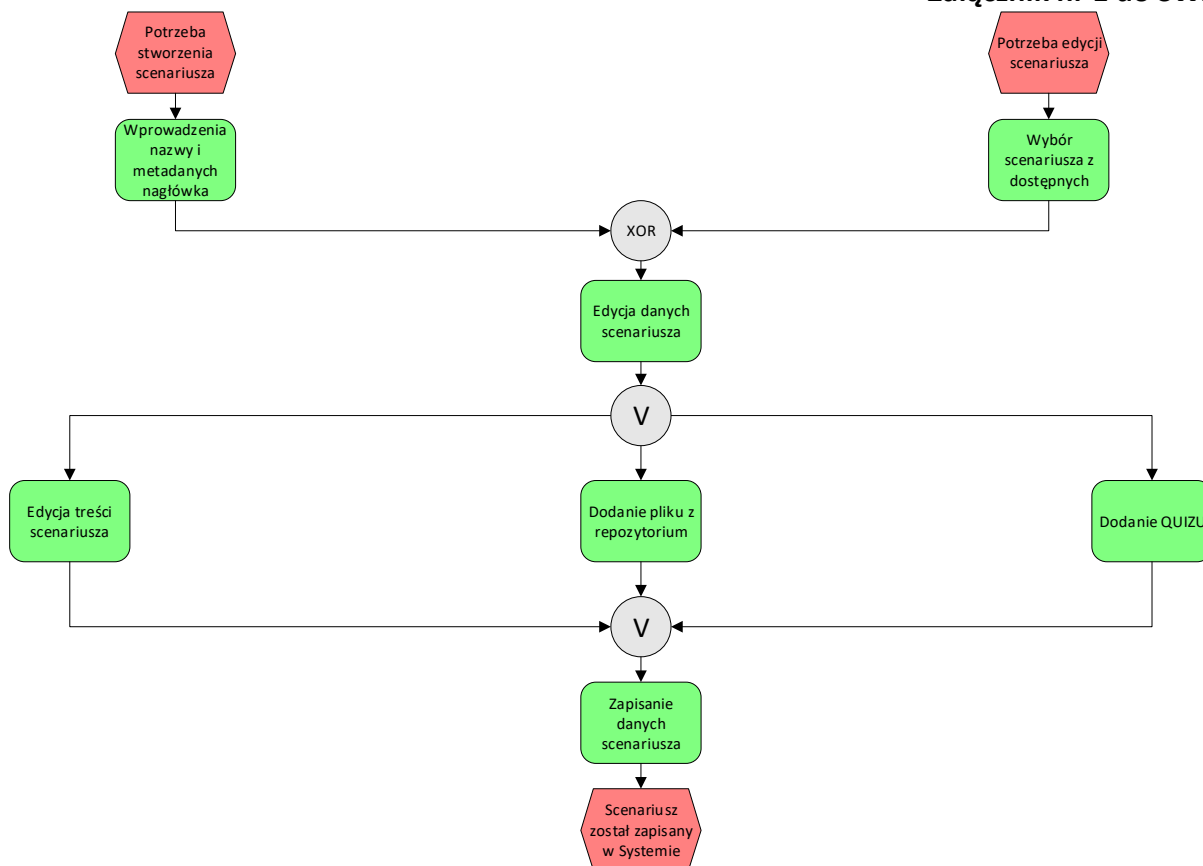 Potrzeba
stworzenia
scenariusza
Potrzeba edycji
scenariusza
Wprowadzenia
nazwy i
metadanych
nagłówka
Wybór
scenariusza z
dostępnych
XOR
Edycja danych
scenariusza
V
Edycja treści
scenariusza
Dodanie pliku z
repozytorium
Dodanie QUIZU
V
Zapisanie
danych
scenariusza
Scenariusz
został zapisany
w Systemie